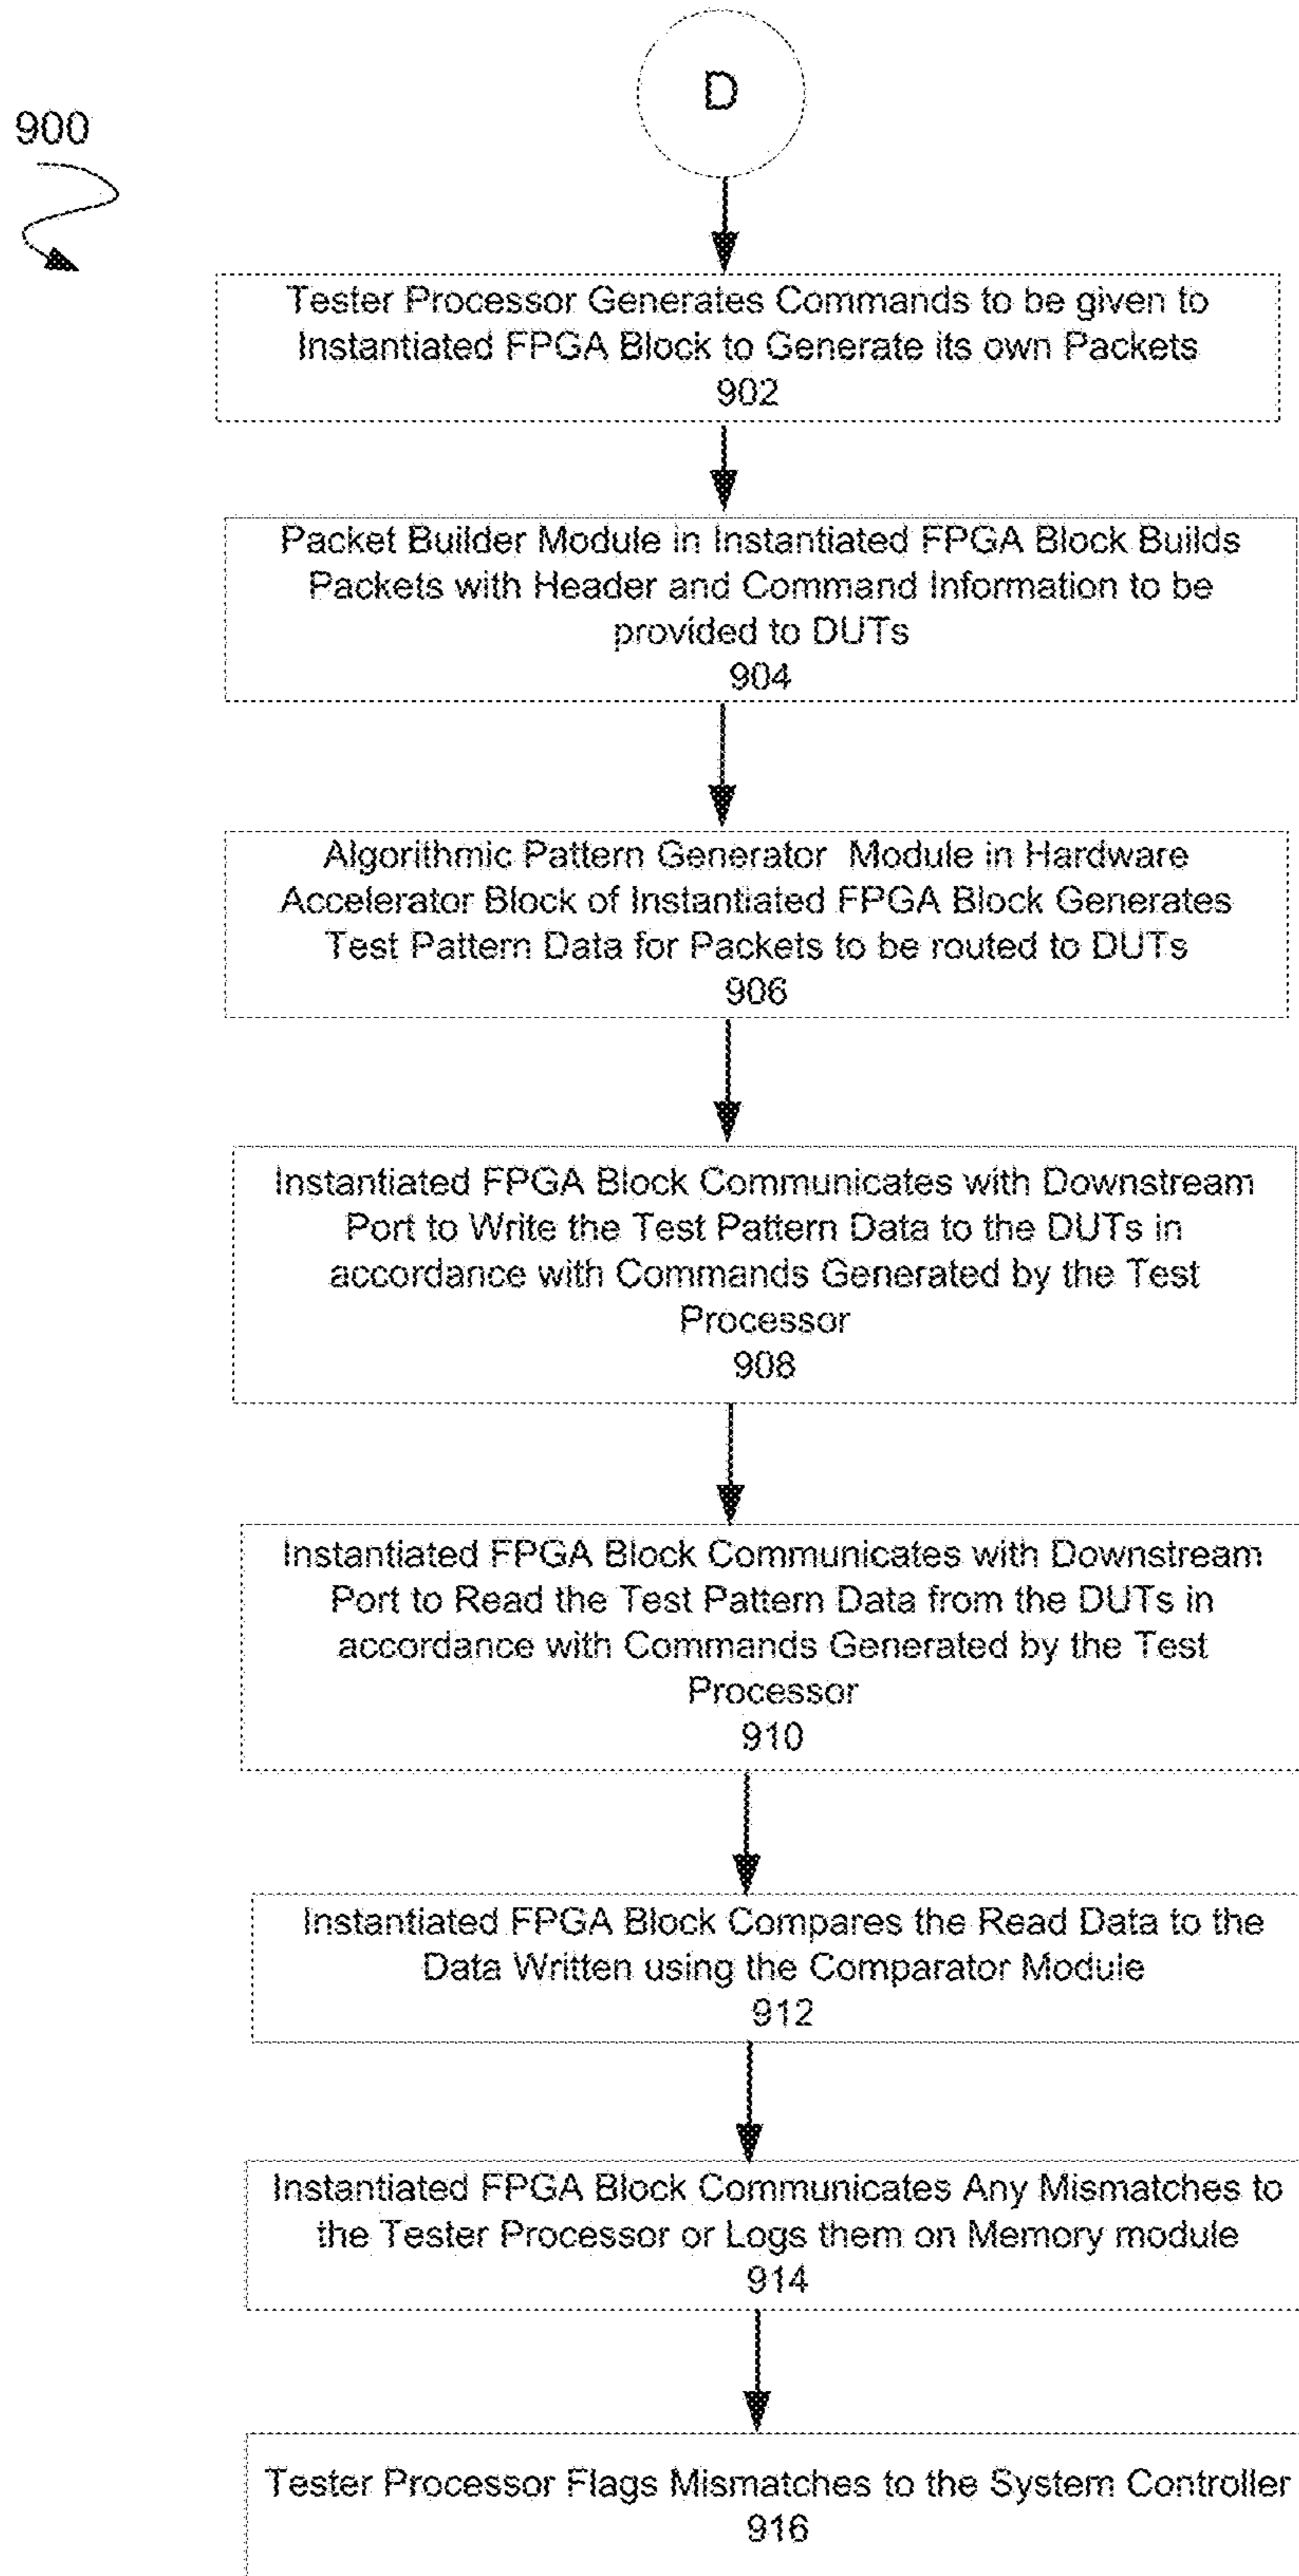 D
900
Tester Processor Generates Commands to be given to
Instantiated FPGA Block to Generate its own Packets
902
Packet Builder Module in Instantiated FPGA Block Builds
Packets with Header and Command Information to be
provided to DUTs
904
Algorithmic Pattern Generator Module in Hardware
Accelerator Block of Instantiated FPGA Block Generates
Test Pattern Data for Packets to be routed to DUTs
906
Instantiated FPGA Block Communicates with Downstream
Port to Write the Test Pattern Data to the DUTs in
accordance with Commands Generated by the Test
Processor
908
Instantiated FPGA Block Communicates with Downstream
Port to Read the Test Pattern Data from the DUTs in
accordance with Commands Generated by the Test
Processor
910
Instantiated FPGA Block Compares the Read Data to the
Data Written using the Comparator Module
912
Instantiated FPGA Block Communicates Any Mismatches to
the Tester Processor or Logs them on Memory module
914
Tester Processor Flags Mismatches to the System Controller
916